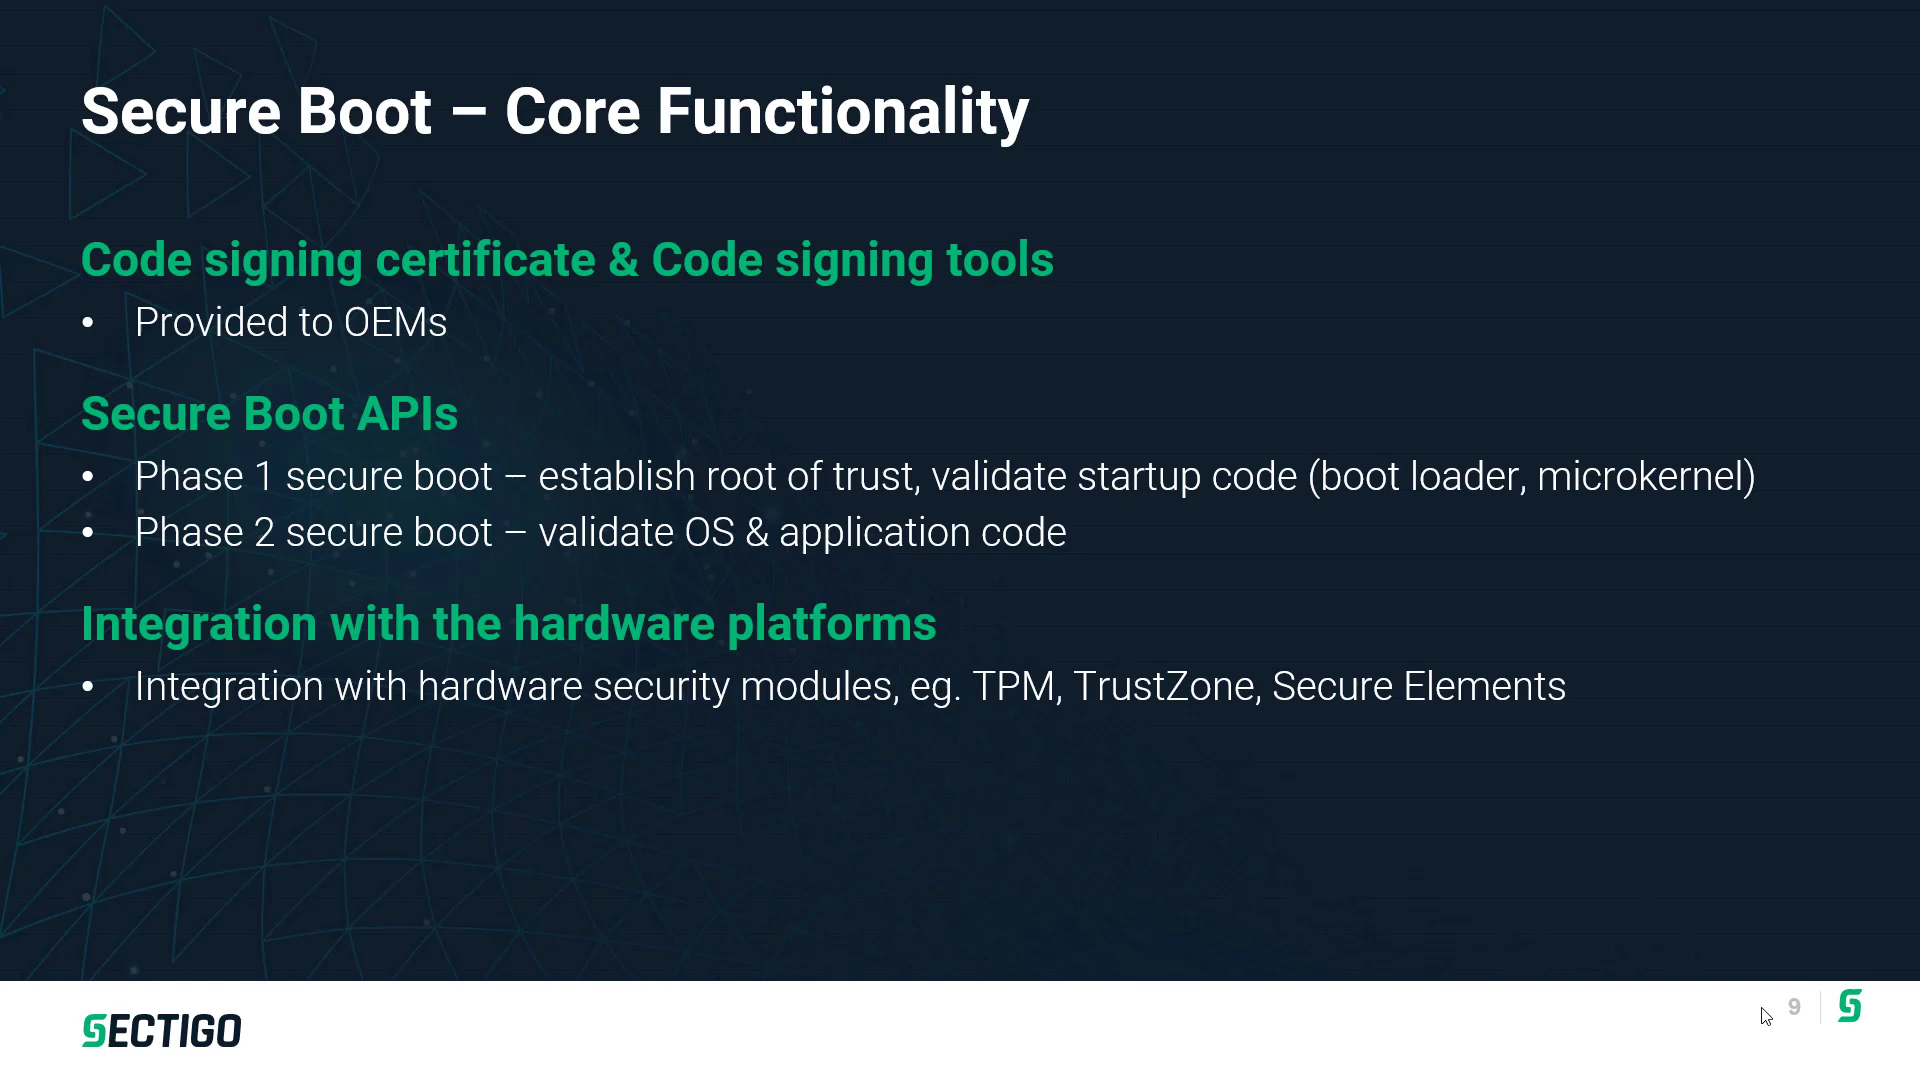 Secure Boot – Core Functionality
Code signing certificate & Code signing tools
• Provided to OEMs
Secure Boot APIs
• Phase 1 secure boot – establish root of trust, validate startup code (boot loader, microkernel)
• Phase 2 secure boot – validate OS & application code
Integration with the hardware platforms
• Integration with hardware security modules, eg. TPM, TrustZone, Secure Elements
SECTIGO
9
S